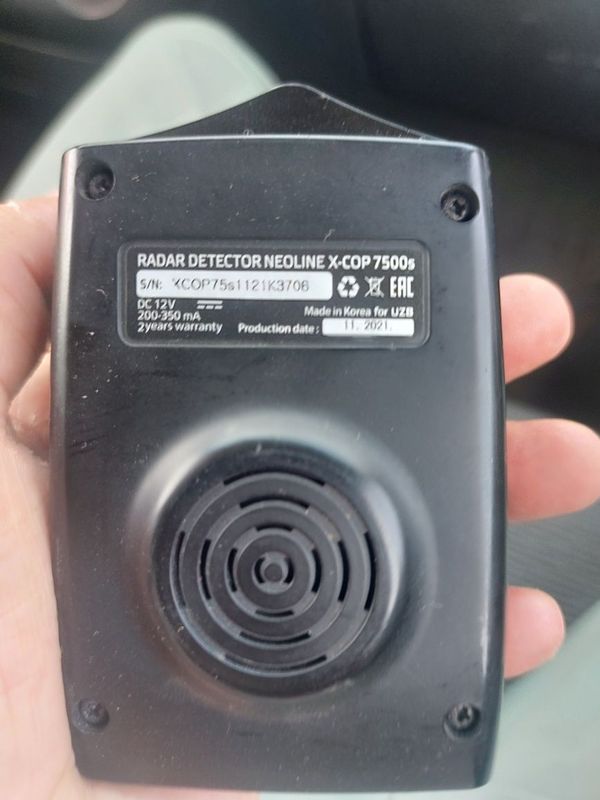 RADAR DETECTOR NEOLINE X-COP 7500s
S/N: XCOP75s1121K3706 EAC
DC 12V
200-350 mA Made in Korea for UZB
2years warranty Production date : 11. 2021.